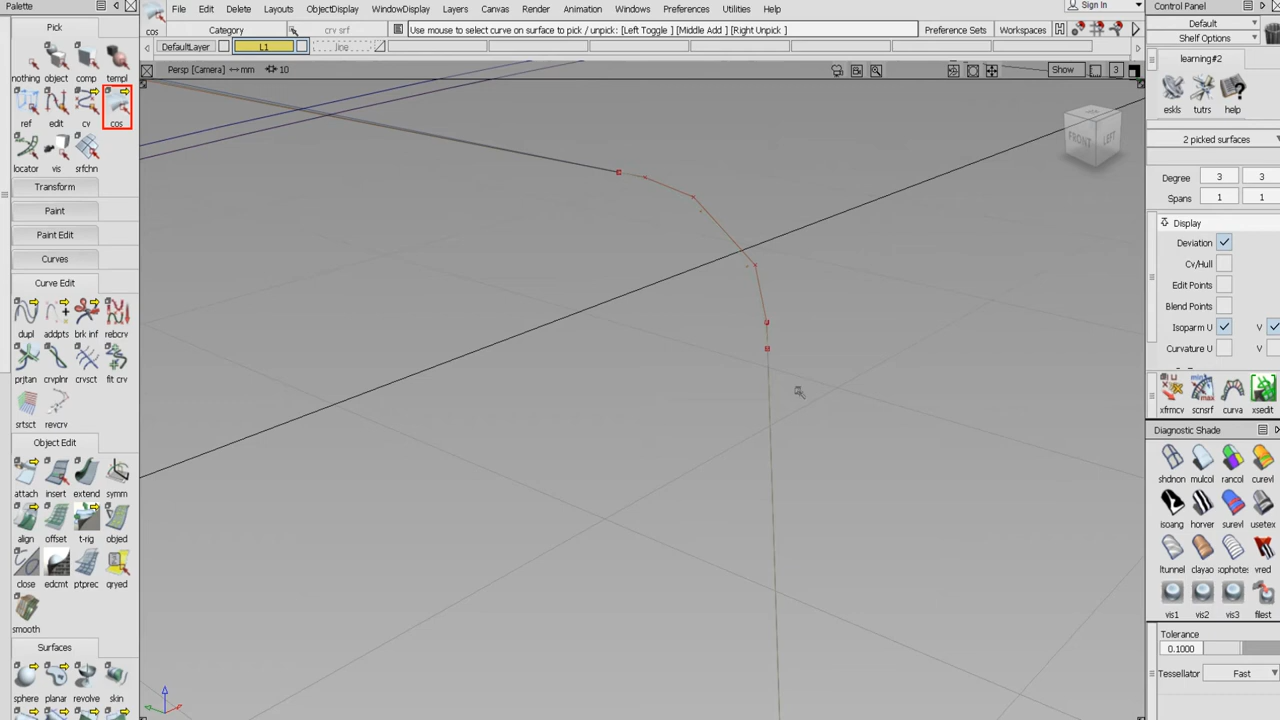 Palette
Pick
nothing object comp templ
ref edit cv cos
locator vis srfchn
Transform
Paint
Paint Edit
Curves
Curve Edit
dupl addpts brk inf rebcrv
prjtan crvplnr crvsct fit crv
srtsct revcrv
Object Edit
attach insert extend symm
align offset t-rig objed
close edcmt ptprec qryed
smooth
Surfaces
sphere planar revolve skin
File Edit Delete Layouts ObjectDisplay WindowDisplay Layers Canvas Render Animation Windows Preferences Utilities Help
cos
Category
crv srf
Use mouse to select curve on surface to pick / unpick: [Left Toggle ] [Middle Add ] [Right Unpick ]
Preference Sets Workspaces
Sign In
DefaultLayer L1
Persp [Camera] mm 10
Show 3
FRONT LEFT
Control Panel
Default
Shelf Options
learning#2
eskls tutrs help
2 picked surfaces
Degree 3 3
Spans 1 1
Display
Deviation
Cv/Hull
Edit Points
Blend Points
Isoparm U V
Curvature U V
xfrmcv scnsrf curva xsedit
Diagnostic Shade
shdnon mulcol rancol curevl
isoang horver surevl usetex
ltunnel clayao sophotes vred
vis1 vis2 vis3 filest
Tolerance
0.1000
Tessellator Fast